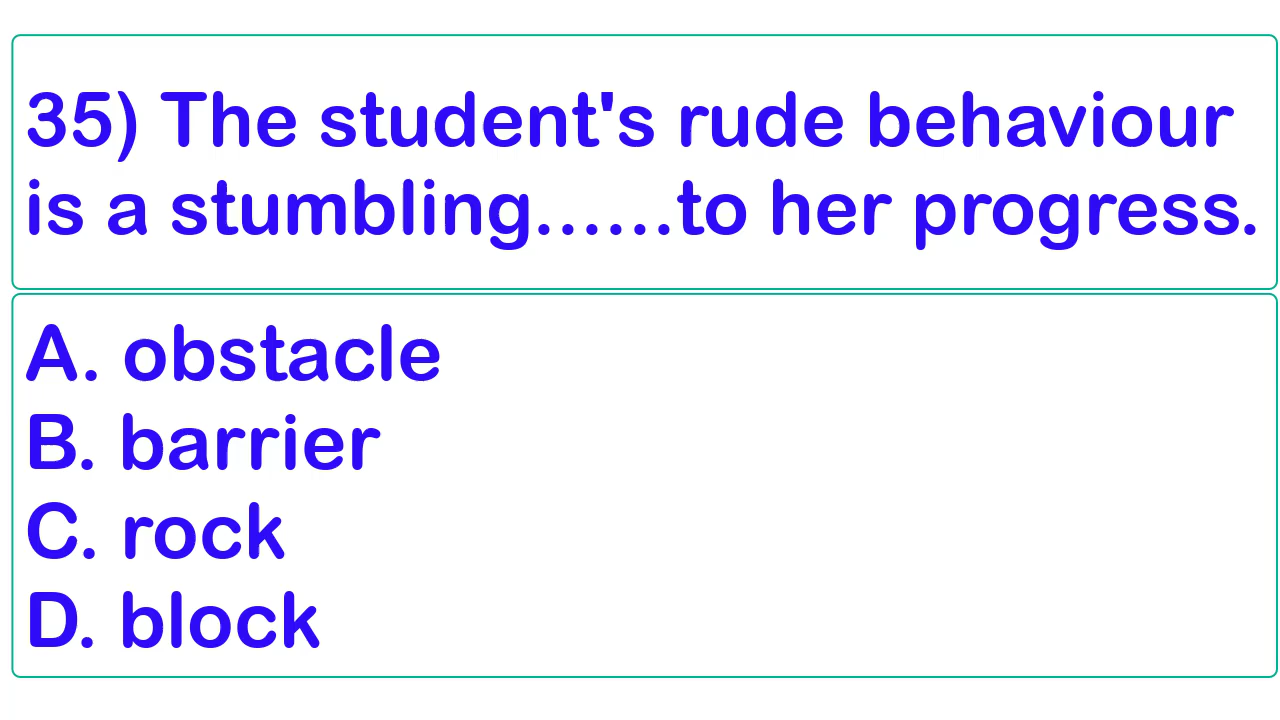 35) The student's rude behaviour
is a stumbling......to her progress.
A. obstacle
B. barrier
C. rock
D. block